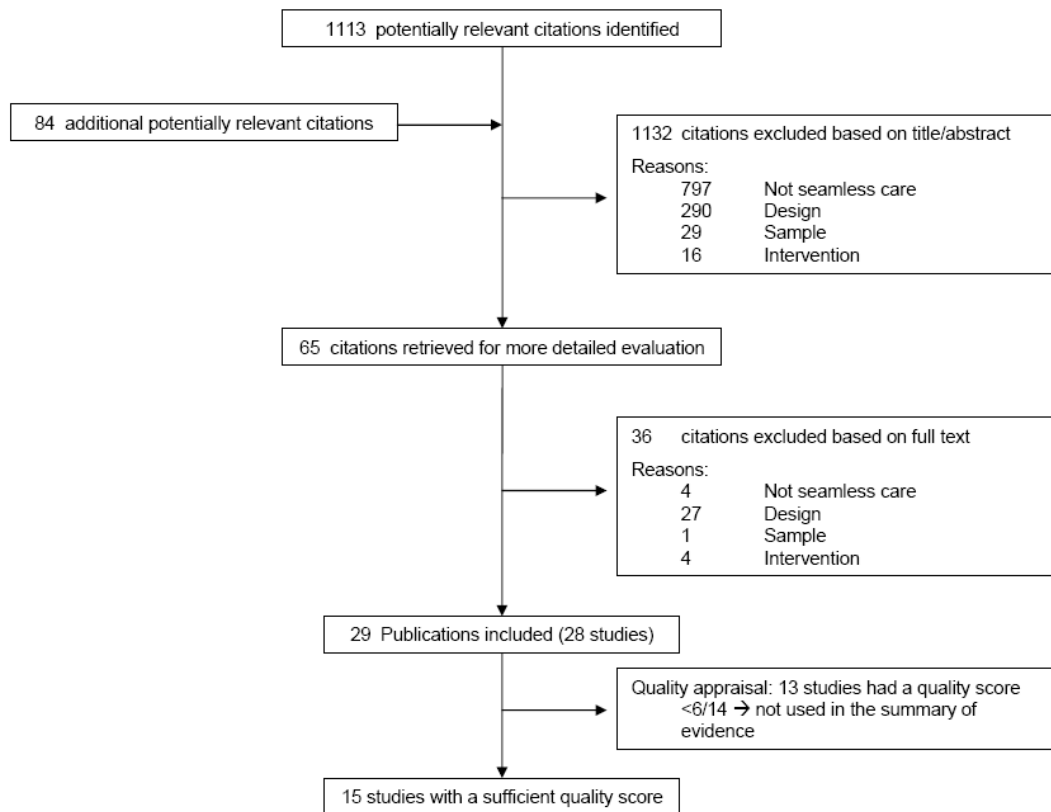 1113 potentially relevant citations identified
84 additional potentially relevant citations
1132 citations excluded based on title/abstract
Reasons:
797 Not seamless care
290 Design
29 Sample
16 Intervention
65 citations retrieved for more detailed evaluation
36 citations excluded based on full text
Reasons:
4 Not seamless care
27 Design
1 Sample
4 Intervention
29 Publications included (28 studies)
Quality appraisal: 13 studies had a quality score
<6/14 → not used in the summary of
evidence
15 studies with a sufficient quality score